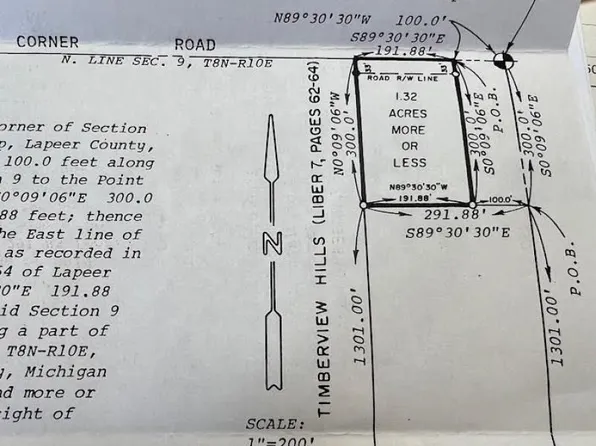 N89°30'30"W 100.0'
CORNER ROAD
S89°30'30"E
191.88'
N. LINE SEC. 9, T8N-R10E
33'
33'
ROAD R/W LINE
1.32
ACRES
MORE
OR
LESS
N0°09'06"W
300.0'
300.0'
S0°09'06"E
P.O.B.
300.0'
S0°09'06"E
N89°30'30"W
191.88'
100.0'
291.88'
S89°30'30"E
P.O.B.
1301.00'
1301.00'
TIMBERVIEW HILLS (LIBER 7, PAGES 62-64)
N
SCALE:
1"=200'
orner of Section
p, Lapeer County,
100.0 feet along
9 to the Point
0°09'06"E 300.0
88 feet; thence
he East line of
as recorded in
64 of Lapeer
0"E 191.88
id Section 9
g a part of
T8N-R10E,
, Michigan
nd more or
ight of